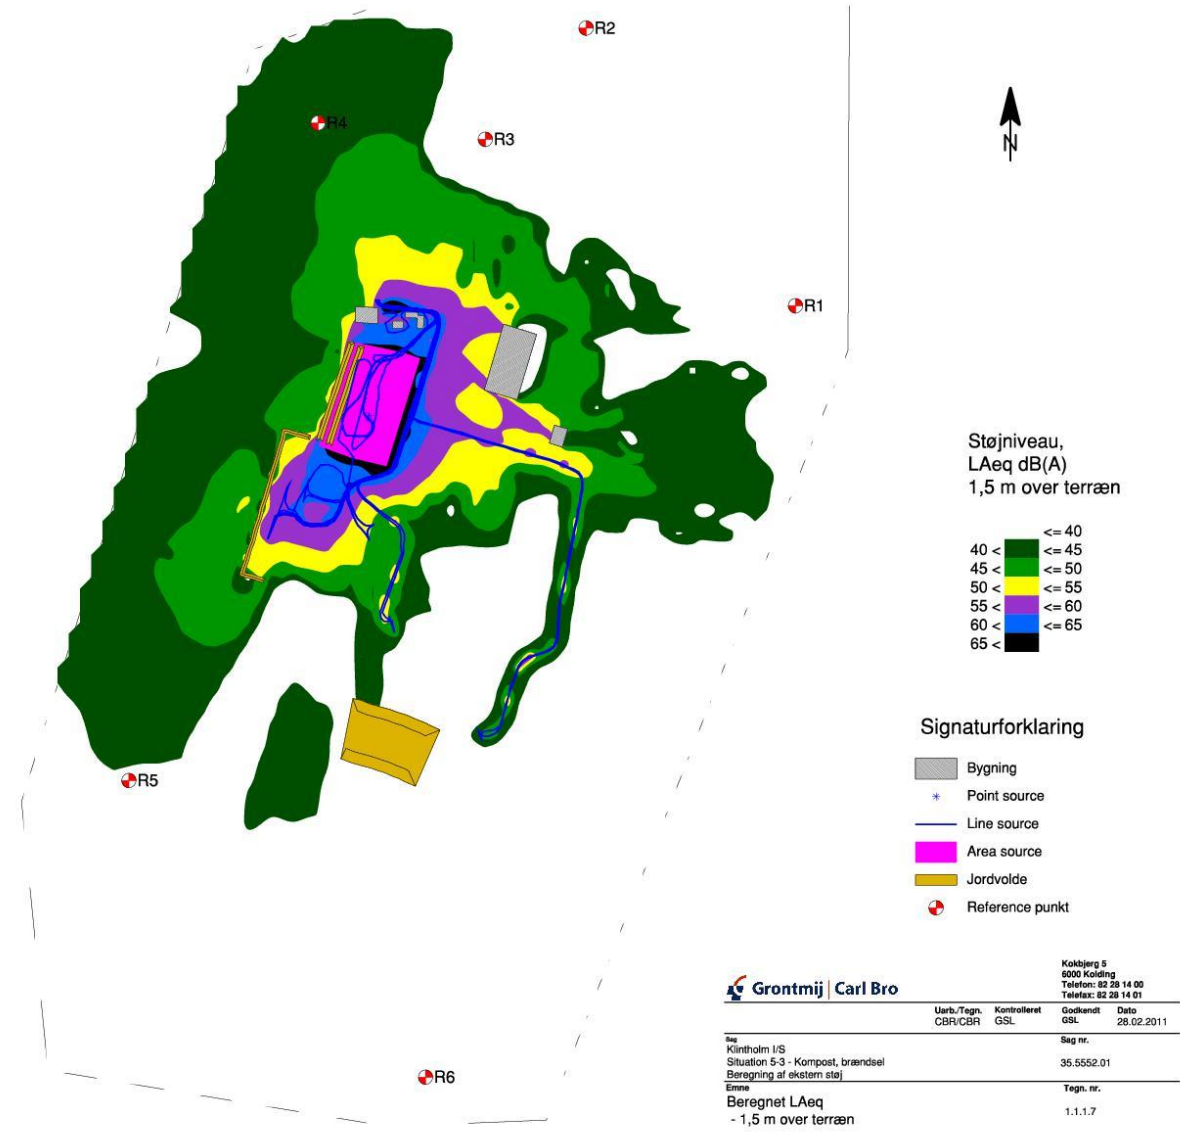 R2
R4
R3
R1
N
Støjniveau,
LAeq dB(A)
1,5 m over terræn
<= 40
40 < <= 45
45 < <= 50
50 < <= 55
55 < <= 60
60 < <= 65
65 <
Signaturforklaring
Bygning
Point source
Line source
Area source
Jordvolde
Reference punkt
R5
R6
Grontmij | Carl Bro
Kokbjerg 5
6000 Kolding
Telefon: 82 28 14 00
Telefax: 82 28 14 01
Uarb./Tegn. Kontrolleret Godkendt Dato
CBR/CBR GSL GSL 28.02.2011
Sag Sag nr.
Klintholm I/S
Situation 5-3 - Kompost, brændsel 35.5552.01
Beregning af ekstern støj
Emne Tegn. nr.
Beregnet LAeq
- 1,5 m over terræn 1.1.1.7